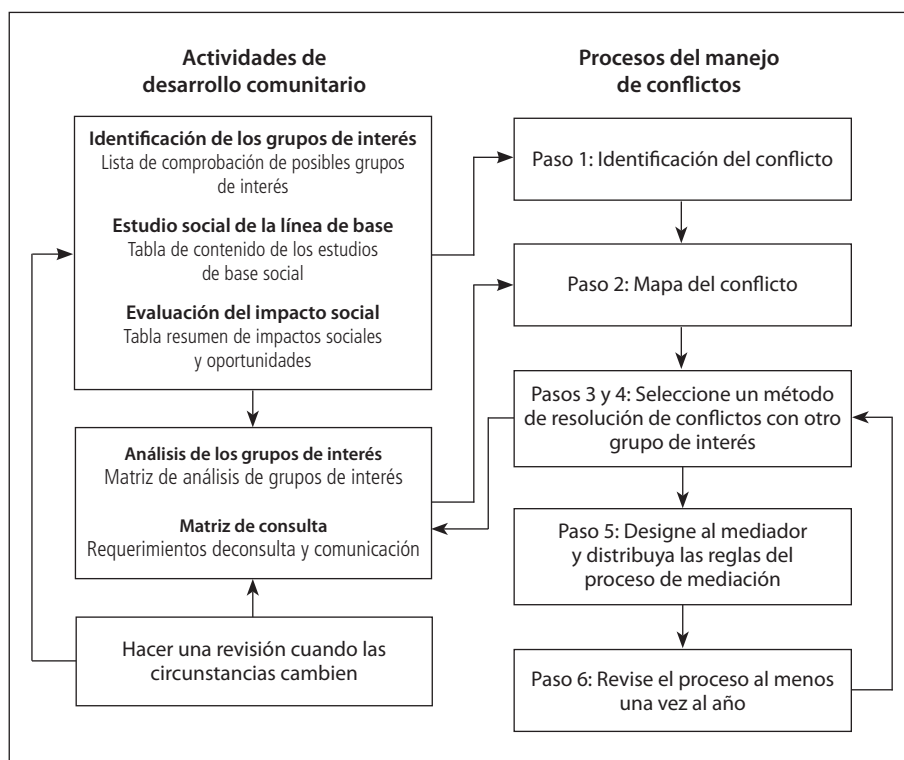 Actividades de
desarrollo comunitario
Identificación de los grupos de interés
Lista de comprobación de posibles grupos
de interés
Estudio social de la línea de base
Tabla de contenido de los estudios
de base social
Evaluación del impacto social
Tabla resumen de impactos sociales
y oportunidades
Análisis de los grupos de interés
Matriz de análisis de grupos de interés
Matriz de consulta
Requerimientos deconsulta y comunicación
Hacer una revisión cuando las
circunstancias cambien
Procesos del manejo
de conflictos
Paso 1: Identificación del conflicto
Paso 2: Mapa del conflicto
Pasos 3 y 4: Seleccione un método
de resolución de conflictos con otro
grupo de interés
Paso 5: Designe al mediador
y distribuya las reglas del
proceso de mediación
Paso 6: Revise el proceso al menos
una vez al año